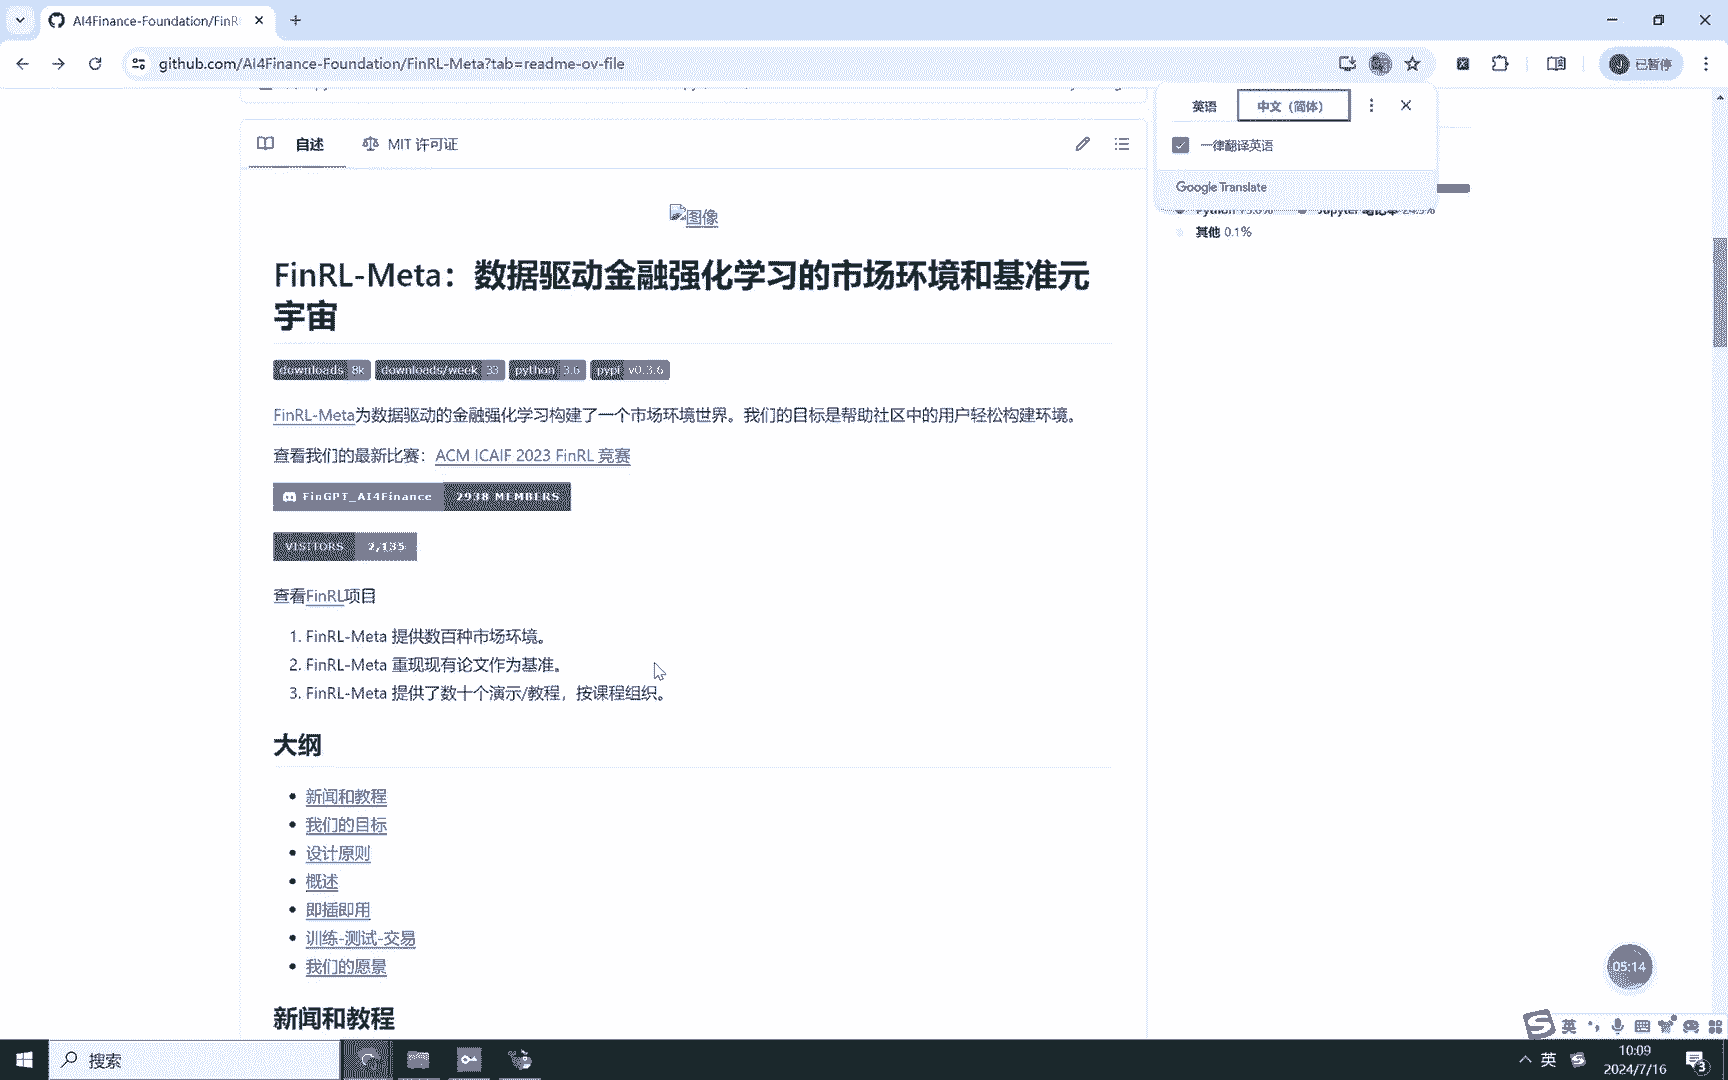 AI4Finance-Foundation/FinR
github.com/AI4Finance-Foundation/FinRL-Meta?tab=readme-ov-file
已暂停
英语
中文（简体）
一律翻译英语
Google Translate
自述
MIT 许可证
Python
Jupyter 笔记本
其他 0.1%
图像
FinRL-Meta：数据驱动金融强化学习的市场环境和基准元
宇宙
downloads 8k downloads/week 33 python 3.6 pypi v0.3.6
FinRL-Meta为数据驱动的金融强化学习构建了一个市场环境世界。我们的目标是帮助社区中的用户轻松构建环境。
查看我们的最新比赛：ACM ICAIF 2023 FinRL 竞赛
FinGPT_AI4Finance 2938 MEMBERS
VISITORS 2,135
查看FinRL项目
1. FinRL-Meta 提供数百种市场环境。
2. FinRL-Meta 重现现有论文作为基准。
3. FinRL-Meta 提供了数十个演示/教程，按课程组织。
大纲
新闻和教程
我们的目标
设计原则
概述
即插即用
训练-测试-交易
我们的愿景
新闻和教程
05:14
英
搜索
英
10:09
2024/7/16
3